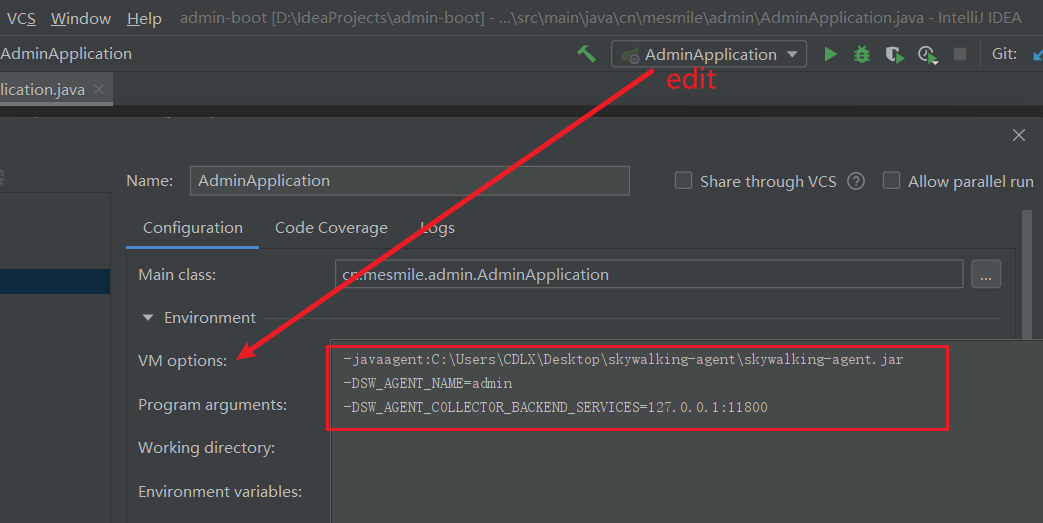 VCS Window Help admin-boot [D:\IdeaProjects\admin-boot] - ...\src\main\java\cn\mesmile\admin\AdminApplication.java - IntelliJ IDEA
AdminApplication
AdminApplication
Git:
edit
lication.java
Name:
AdminApplication
Share through VCS
Allow parallel run
Configuration
Code Coverage
Logs
Main class:
cn.mesmile.admin.AdminApplication
...
Environment
VM options:
-javaagent:C:\Users\CDLX\Desktop\skywalking-agent\skywalking-agent.jar
-DSW_AGENT_NAME=admin
-DSW_AGENT_COLLECTOR_BACKEND_SERVICES=127.0.0.1:11800
Program arguments:
Working directory:
Environment variables: